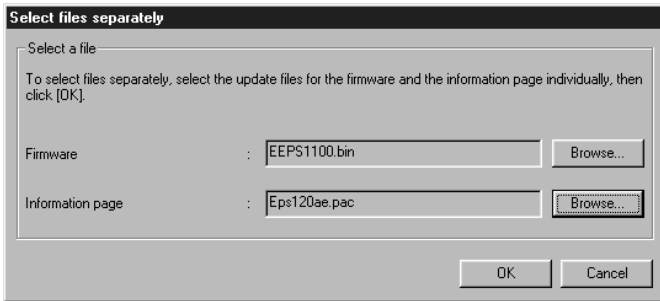 Select files separately
Select a file
To select files separately, select the update files for the firmware and the information page individually, then
click [OK].
Firmware : EEPS1100.bin Browse...
Information page : Eps120ae.pac Browse...
OK Cancel